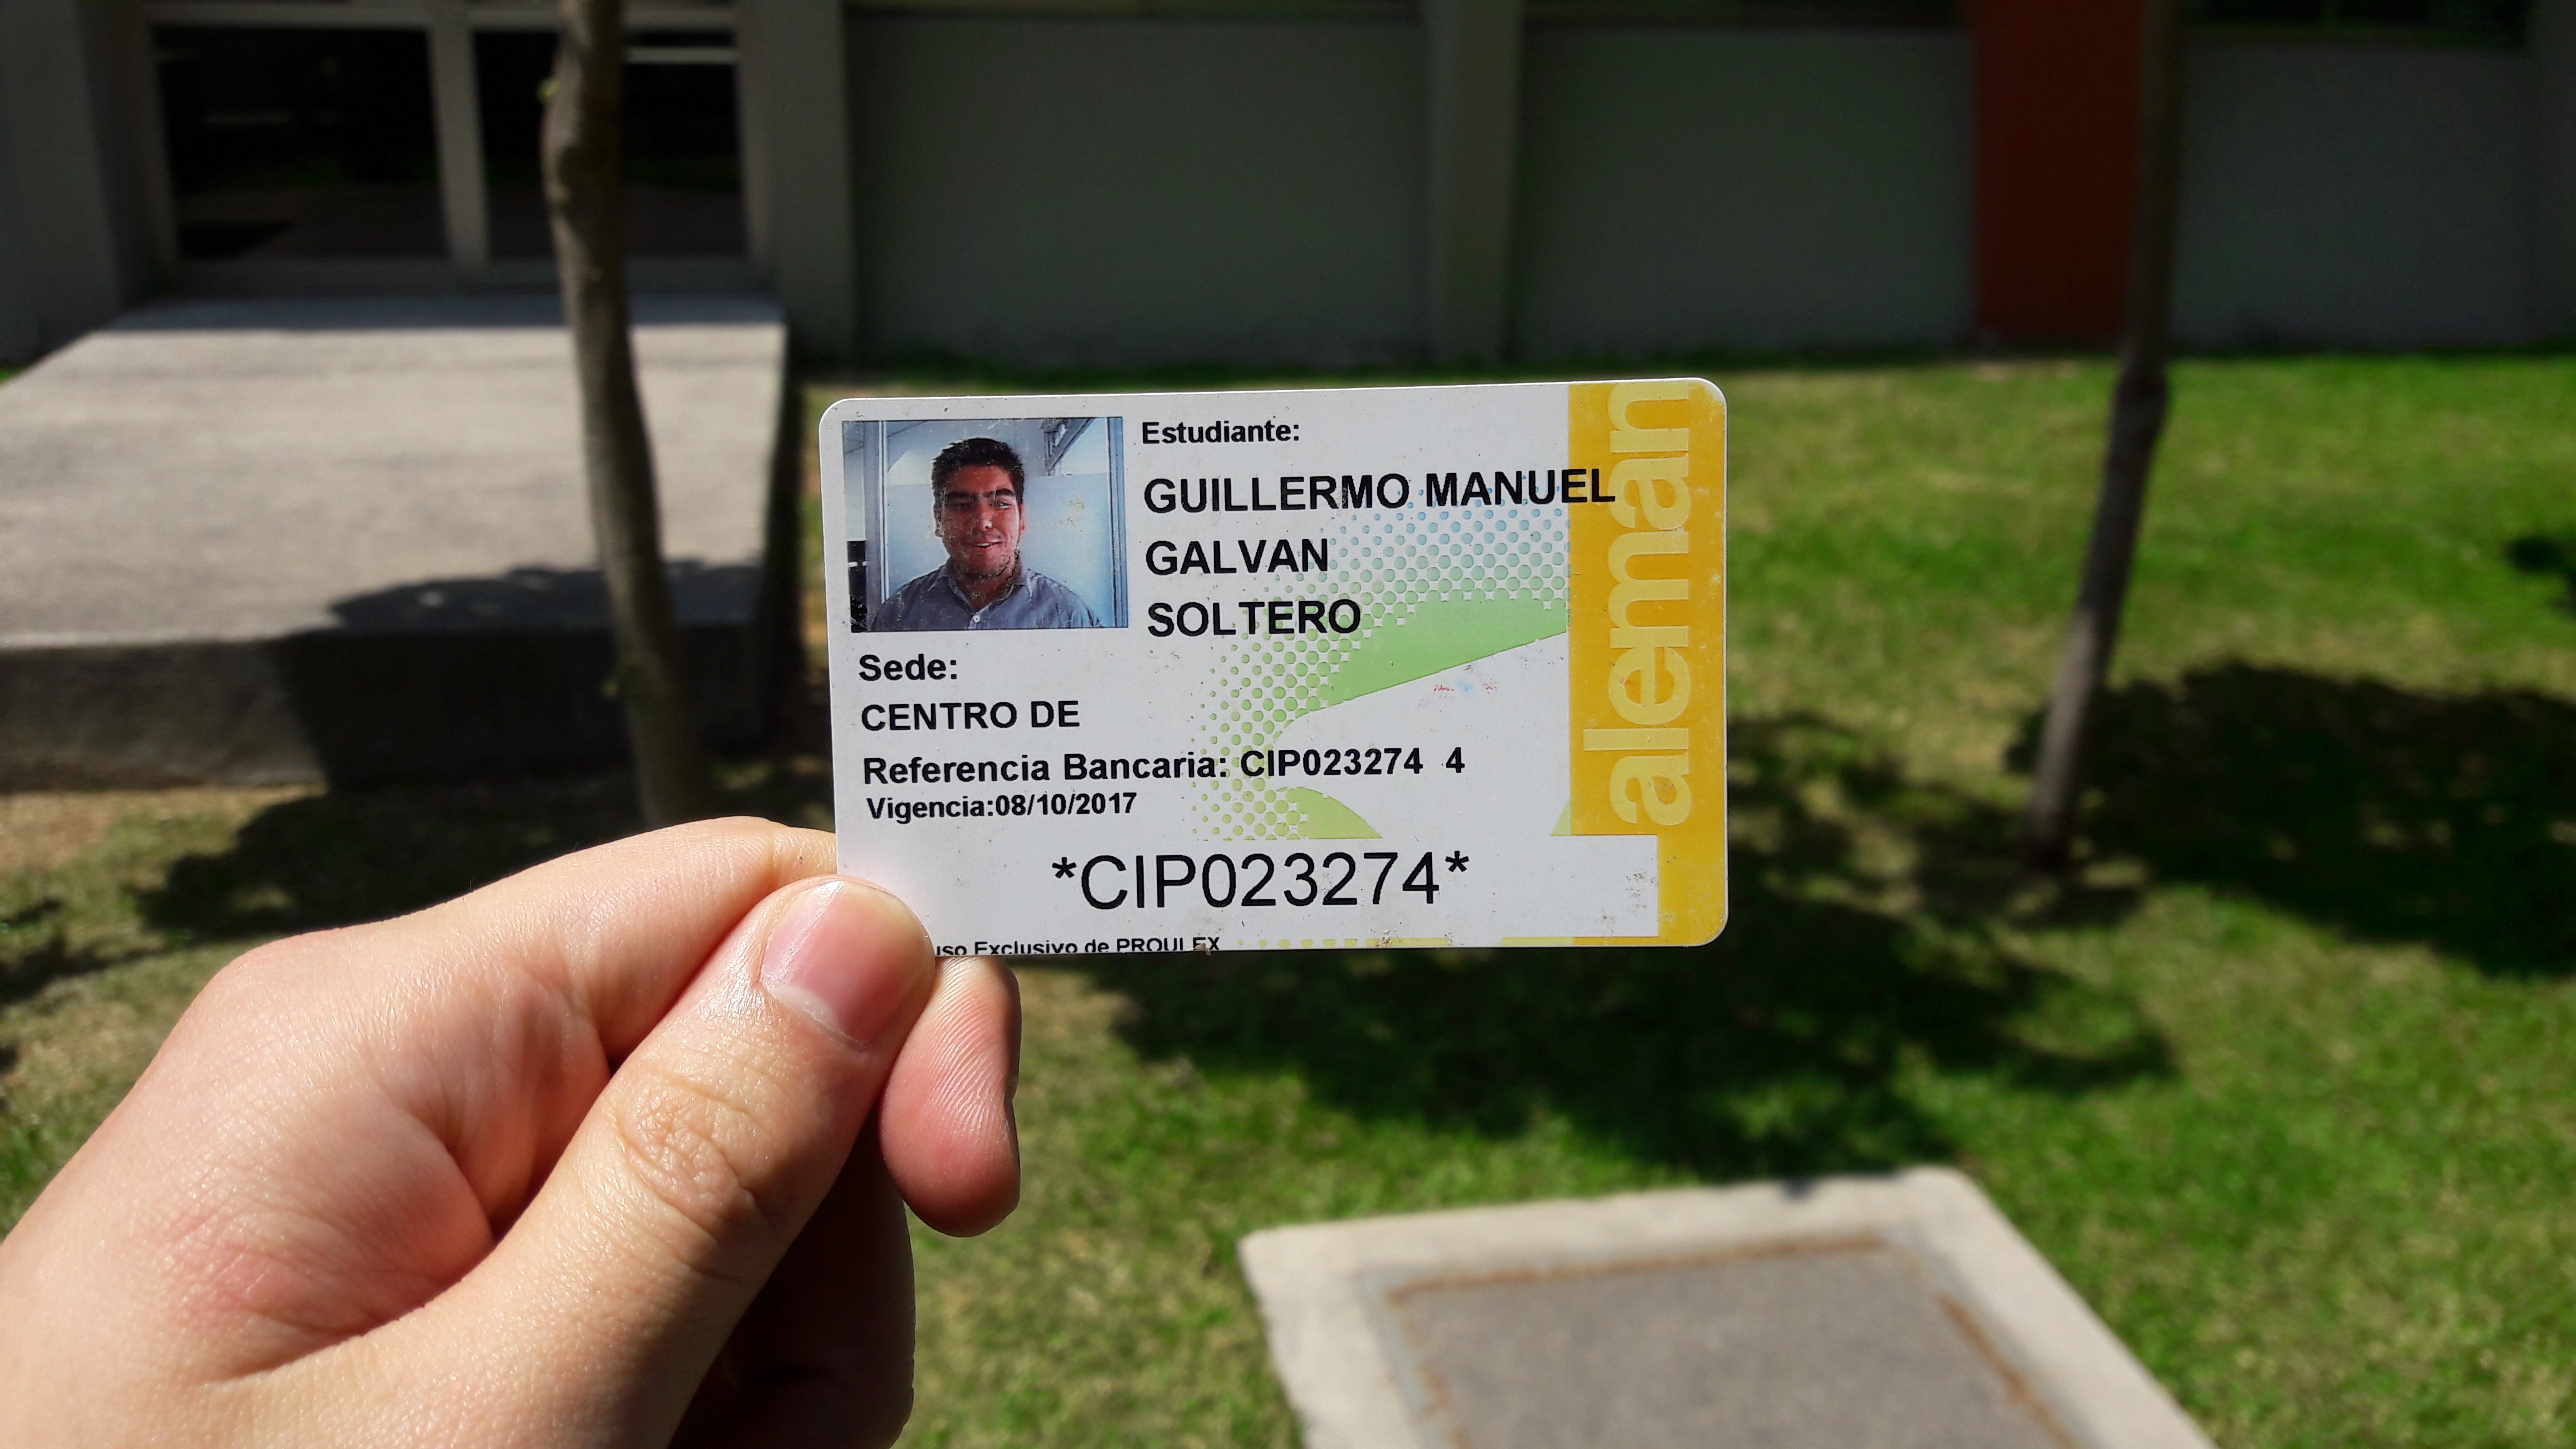 Estudiante:
GUILLERMO MANUEL
GALVAN
SOLTERO
Sede:
CENTRO DE
Referencia Bancaria: CIP023274 4
Vigencia:08/10/2017
*CIP023274*
uso Exclusivo de PROULEX
aleman